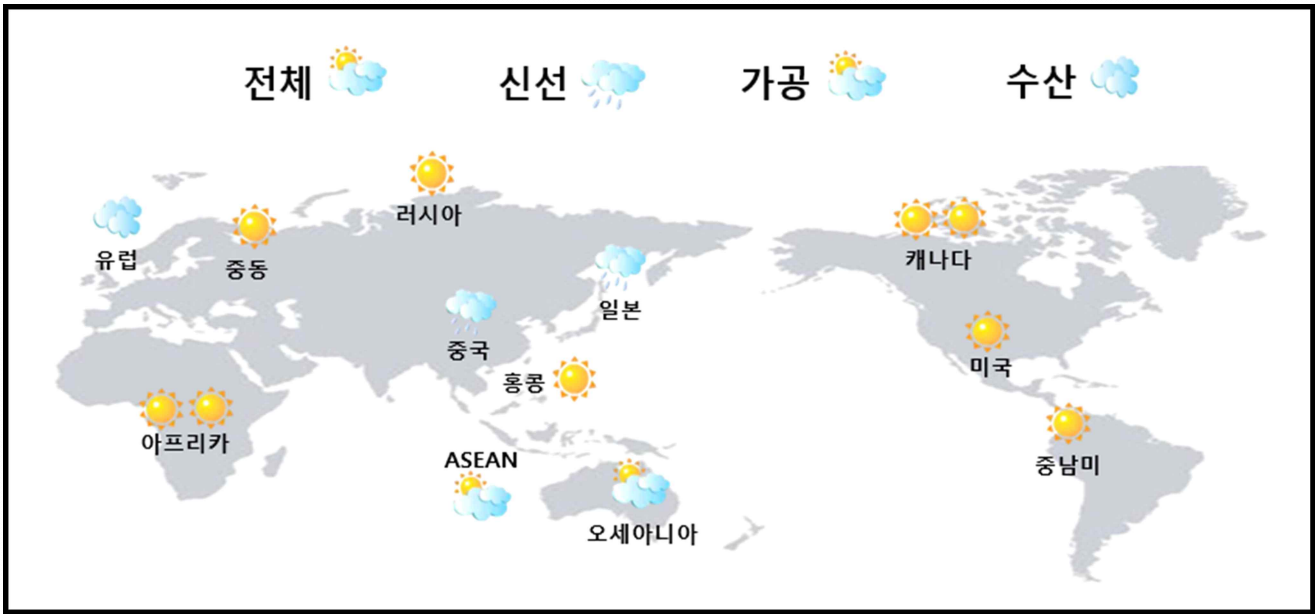 전체 신선 가공 수산
러시아
유럽
중동
캐나다
일본
중국
미국
홍콩
아프리카
ASEAN
중남미
오세아니아